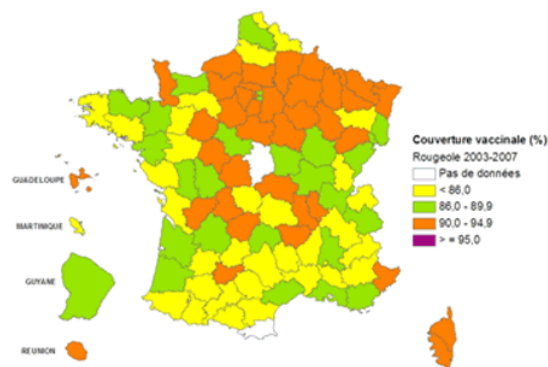 Couverture vaccinale (%)
Rougeole 2003-2007
Pas de données
< 86,0
86,0 - 89,9
90,0 - 94,9
> = 95,0
GUADELOUPE
MARTINIQUE
GUYANE
REUNION